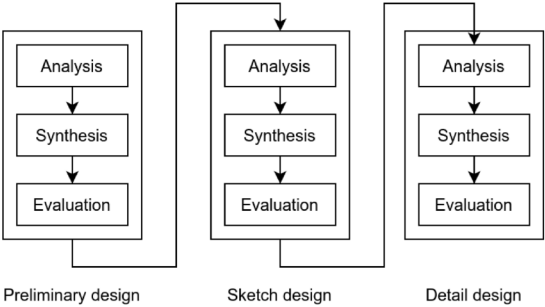 Analysis
Synthesis
Evaluation
Preliminary design
Analysis
Synthesis
Evaluation
Sketch design
Analysis
Synthesis
Evaluation
Detail design